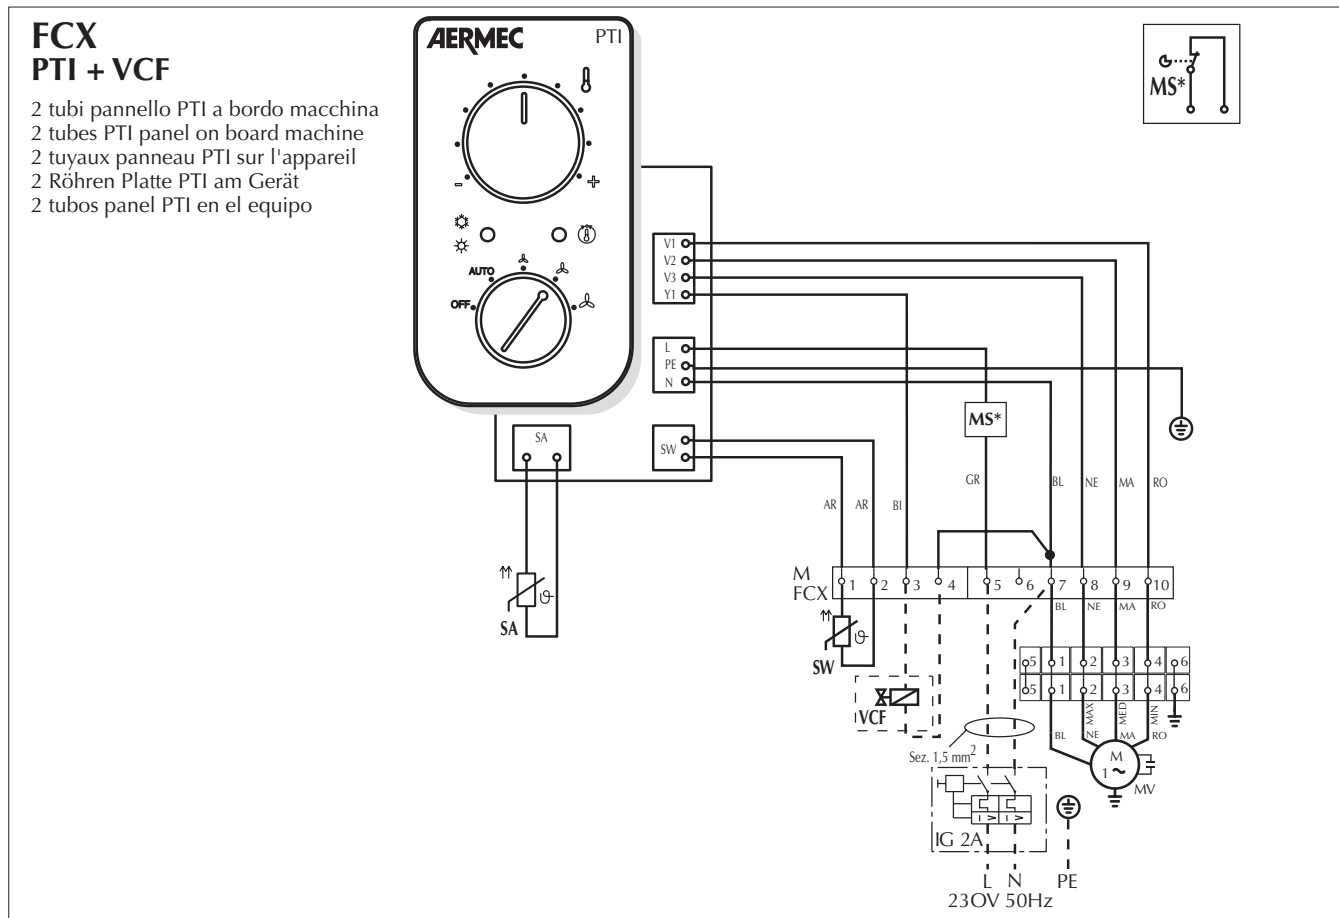 FCX
PTI + VCF
2 tubi pannello PTI a bordo macchina
2 tubes PTI panel on board machine
2 tuyaux panneau PTI sur l'appareil
2 Röhren Platte PTI am Gerät
2 tubos panel PTI en el equipo
AERMEC
PTI
MS*
-
+
AUTO
OFF
V1
V2
V3
Y1
L
PE
N
SA
SW
MS*
GR
BL
NE
MA
RO
AR
AR
BI
M
FCX
1
2
3
4
5
6
7
8
9
10
BL
NE
MA
RO
SA
SW
ϑ
ϑ
5
1
2
3
4
6
5
1
2
3
4
6
MAX
MED
MIN
BL
NE
MA
RO
VCF
Sez. 1,5 mm2
M
1 ~
MV
I >
I >
IG 2A
L
N
PE
23OV 50Hz